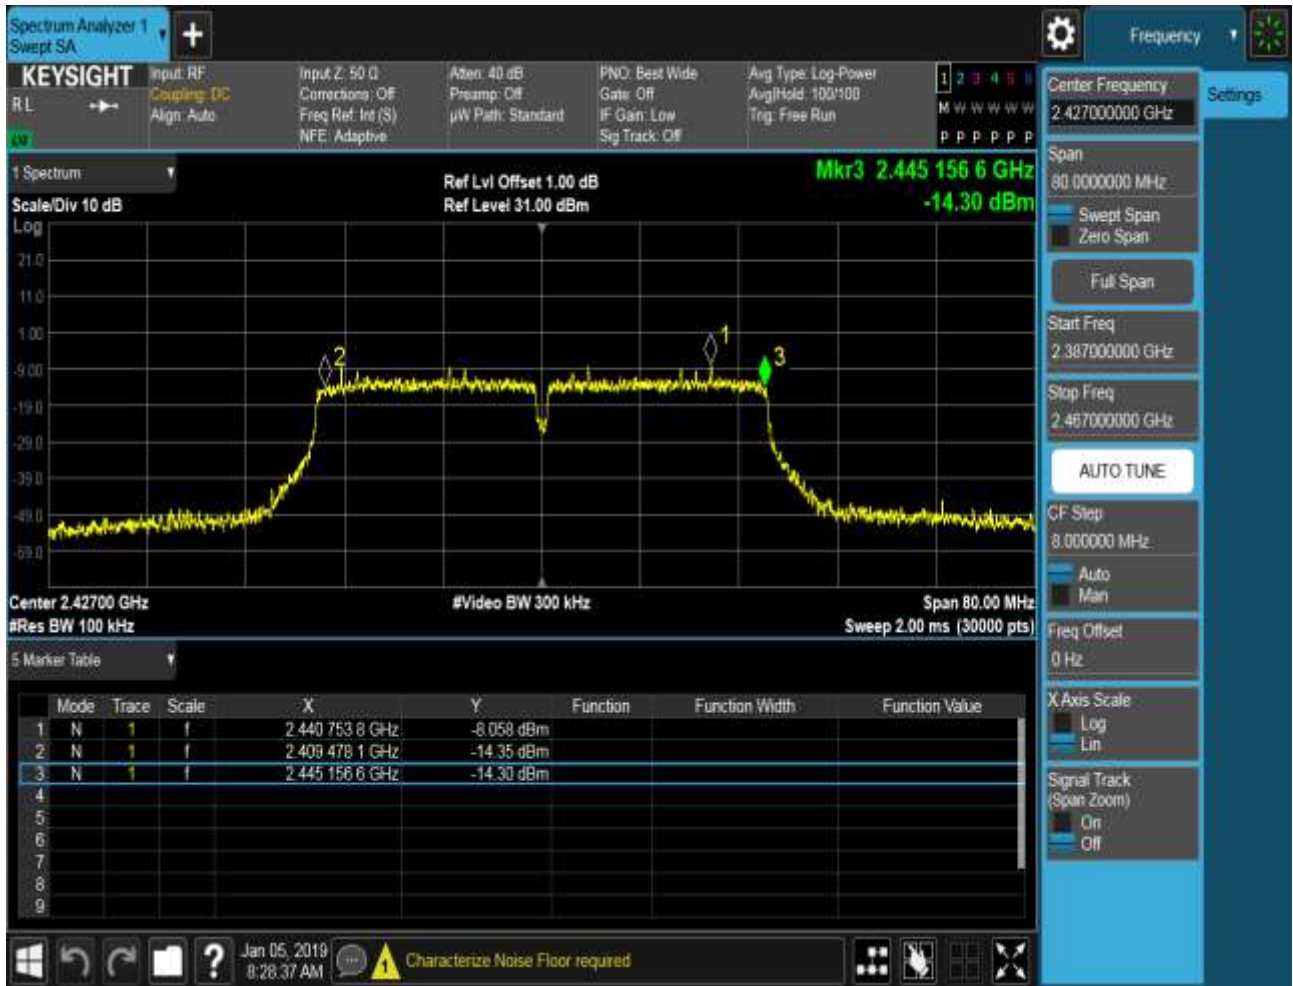 Spectrum Analyzer 1
Swept SA
Frequency
KEYSIGHT
R L
Input: RF
Coupling: DC
Align: Auto
Input Z: 50 Ω
Corrections: Off
Freq Ref: Int (S)
NFE: Adaptive
Atten: 40 dB
Preamp: Off
µW Path: Standard
PNO: Best Wide
Gate: Off
IF Gain: Low
Sig Track: Off
Avg Type: Log-Power
Avg|Hold: 100/100
Trig: Free Run
1 2 3 4 5 6
M W W W W W
P P P P P P
1 Spectrum
Scale/Div 10 dB
Ref Lvl Offset 1.00 dB
Ref Level 31.00 dBm
Mkr3 2.445 156 6 GHz
-14.30 dBm
Log
21.0
11.0
1.00
-9.00
-19.0
-29.0
-39.0
-49.0
-59.0
2
1
3
Center 2.42700 GHz
#Video BW 300 kHz
Span 80.00 MHz
#Res BW 100 kHz
Sweep 2.00 ms (30000 pts)
5 Marker Table
Mode Trace Scale X Y Function Function Width Function Value
1 N 1 f 2.440 753 8 GHz -8.058 dBm
2 N 1 f 2.409 478 1 GHz -14.35 dBm
3 N 1 f 2.445 156 6 GHz -14.30 dBm
4
5
6
7
8
9
Jan 05, 2019
8:28:37 AM
1
Characterize Noise Floor required
Center Frequency
2.427000000 GHz
Settings
Span
80.0000000 MHz
Swept Span
Zero Span
Full Span
Start Freq
2.387000000 GHz
Stop Freq
2.467000000 GHz
AUTO TUNE
CF Step
8.000000 MHz
Auto
Man
Freq Offset
0 Hz
X Axis Scale
Log
Lin
Signal Track
(Span Zoom)
On
Off